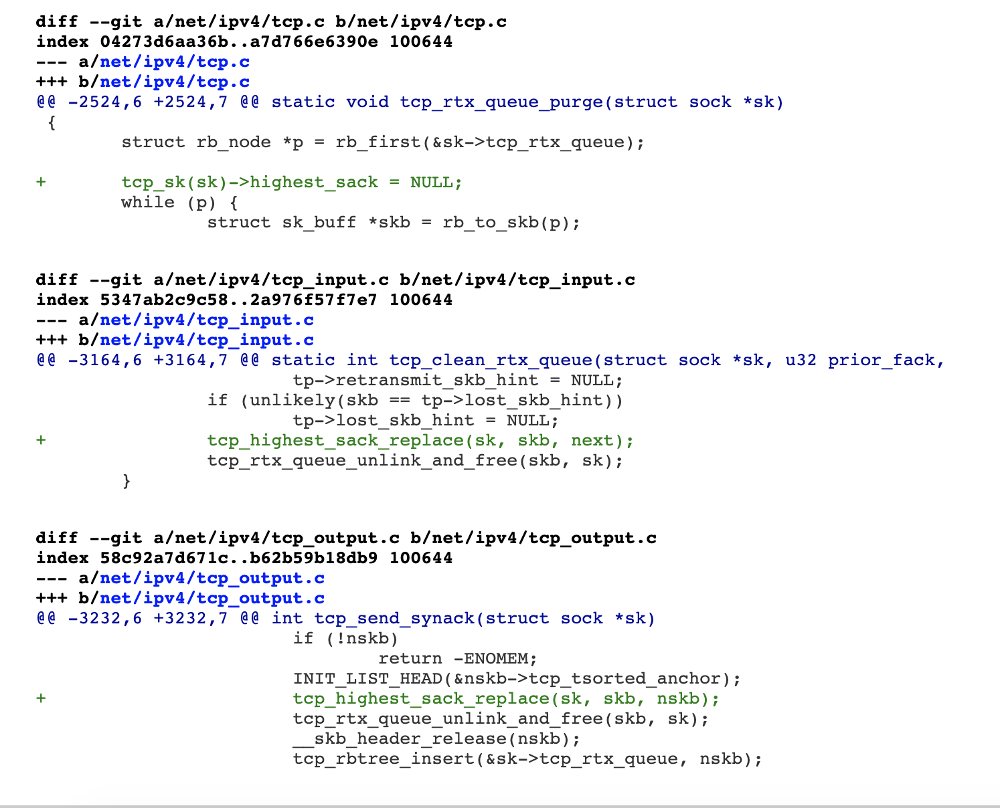 diff --git a/net/ipv4/tcp.c b/net/ipv4/tcp.c
index 04273d6aa36b..a7d766e6390e 100644
--- a/net/ipv4/tcp.c
+++ b/net/ipv4/tcp.c
@@ -2524,6 +2524,7 @@ static void tcp_rtx_queue_purge(struct sock *sk)
 {
        struct rb_node *p = rb_first(&sk->tcp_rtx_queue);

+       tcp_sk(sk)->highest_sack = NULL;
        while (p) {
                struct sk_buff *skb = rb_to_skb(p);

diff --git a/net/ipv4/tcp_input.c b/net/ipv4/tcp_input.c
index 5347ab2c9c58..2a976f57f7e7 100644
--- a/net/ipv4/tcp_input.c
+++ b/net/ipv4/tcp_input.c
@@ -3164,6 +3164,7 @@ static int tcp_clean_rtx_queue(struct sock *sk, u32 prior_fack,
                        tp->retransmit_skb_hint = NULL;
                if (unlikely(skb == tp->lost_skb_hint))
                        tp->lost_skb_hint = NULL;
+               tcp_highest_sack_replace(sk, skb, next);
                tcp_rtx_queue_unlink_and_free(skb, sk);
        }

diff --git a/net/ipv4/tcp_output.c b/net/ipv4/tcp_output.c
index 58c92a7d671c..b62b59b18db9 100644
--- a/net/ipv4/tcp_output.c
+++ b/net/ipv4/tcp_output.c
@@ -3232,6 +3232,7 @@ int tcp_send_synack(struct sock *sk)
                        if (!nskb)
                                return -ENOMEM;
                        INIT_LIST_HEAD(&nskb->tcp_tsorted_anchor);
+                       tcp_highest_sack_replace(sk, skb, nskb);
                        tcp_rtx_queue_unlink_and_free(skb, sk);
                        __skb_header_release(nskb);
                        tcp_rbtree_insert(&sk->tcp_rtx_queue, nskb);